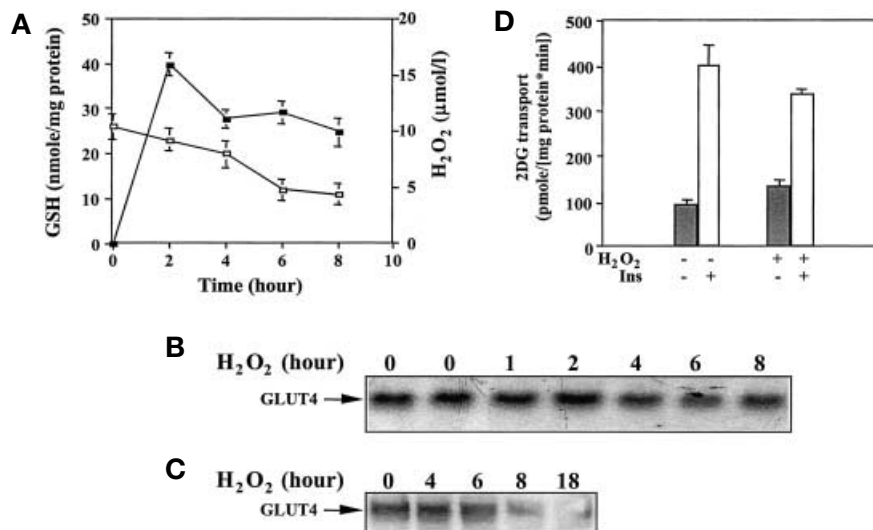 A
GSH (nmole/mg protein)
50
40
30
20
10
0
H₂O₂ (μmol/l)
20
15
10
5
0
0 2 4 6 8 10
Time (hour)
D
2DG transport
(pmole/[mg protein*min]
500
400
300
200
100
0
H₂O₂ - - + +
Ins - + - +
B
H₂O₂ (hour) 0 0 1 2 4 6 8
GLUT4
C
H₂O₂ (hour) 0 4 6 8 18
GLUT4